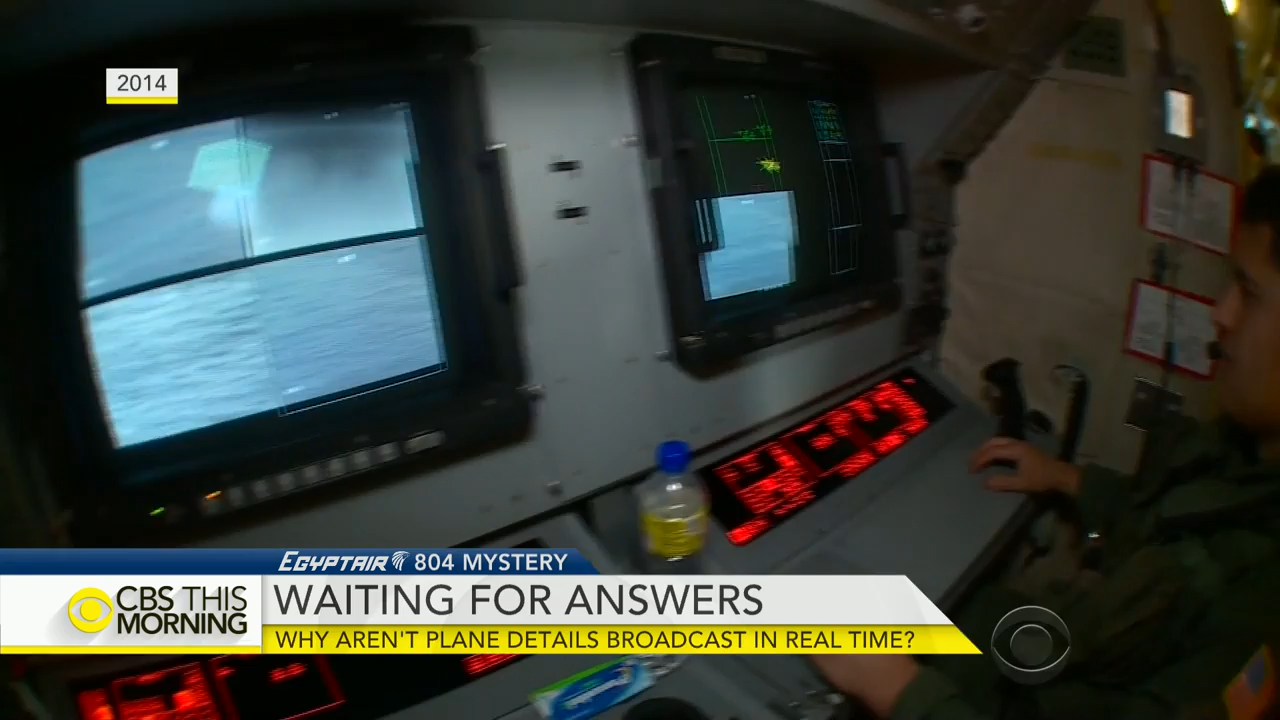 2014
EGYPTAIR 804 MYSTERY
CBS THIS
MORNING
WAITING FOR ANSWERS
WHY AREN'T PLANE DETAILS BROADCAST IN REAL TIME?